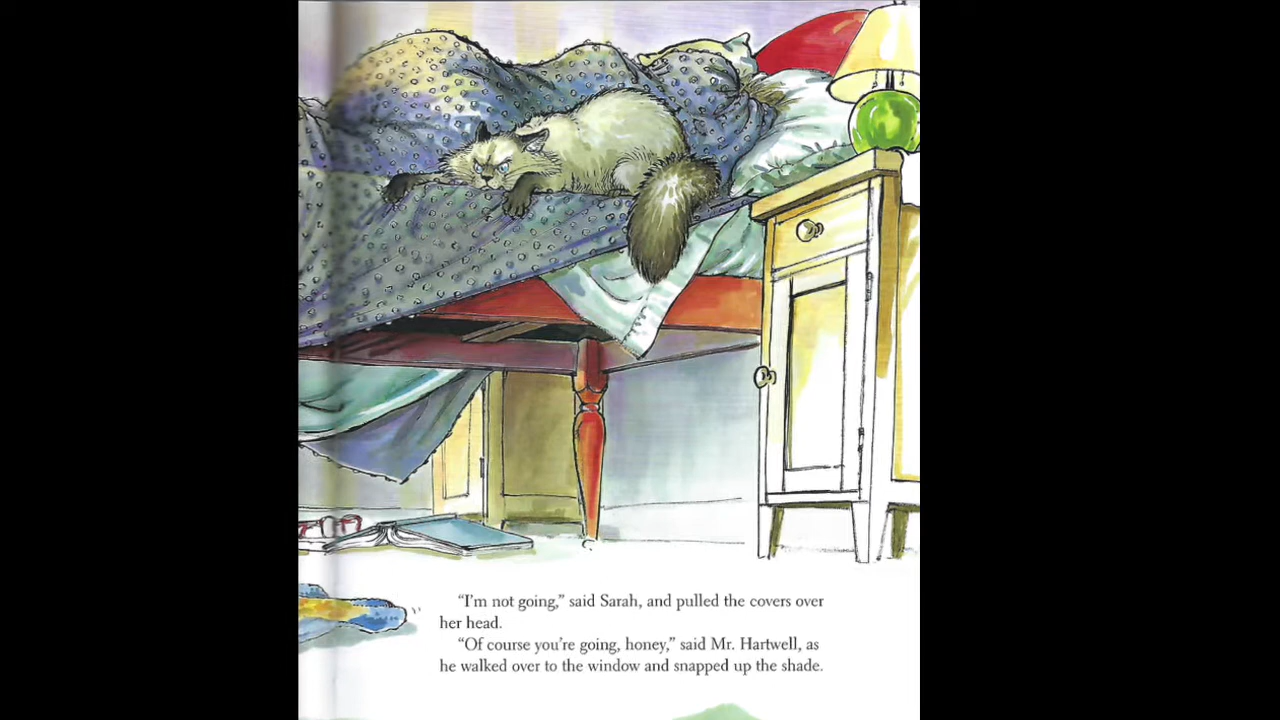 “I’m not going,” said Sarah, and pulled the covers over
her head.
“Of course you’re going, honey,” said Mr. Hartwell, as
he walked over to the window and snapped up the shade.